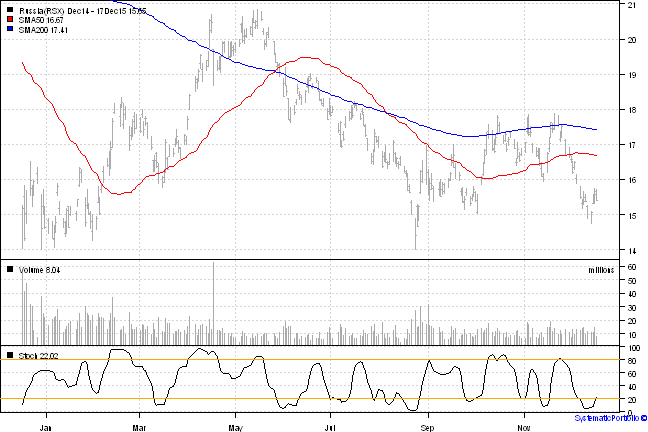 Russia(RSX) Dec14 - 17Dec15 15.65
SMA50 16.67
SMA200 17.41
21
20
19
18
17
16
15
14
Volume 8.04
millions
60
50
40
30
20
10
Stoch 22.02
100
80
60
40
20
0
Jan Mar May Jul Sep Nov
SystematicPortfolio ©